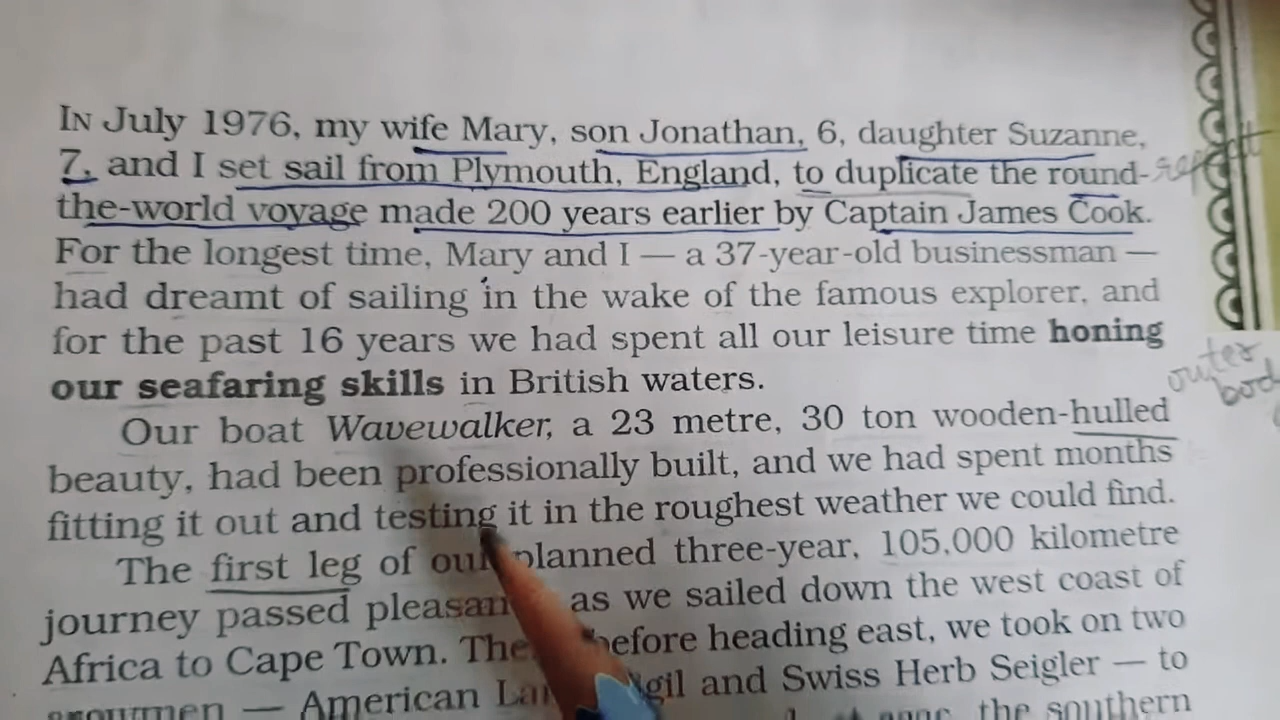 IN July 1976, my wife Mary, son Jonathan, 6, daughter Suzanne,
7, and I set sail from Plymouth, England, to duplicate the round-
the-world voyage made 200 years earlier by Captain James Cook.
For the longest time, Mary and I — a 37-year-old businessman —
had dreamt of sailing in the wake of the famous explorer, and
for the past 16 years we had spent all our leisure time honing
our seafaring skills in British waters.
outer
Our boat Wavewalker, a 23 metre, 30 ton wooden-hulled
beauty, had been professionally built, and we had spent months
fitting it out and testing it in the roughest weather we could find.
The first leg of our planned three-year, 105,000 kilometre
journey passed as we sailed down the west coast of
Africa to Cape Town. before heading east, we took on two
— American and Swiss Herb Seigler — to
the southern